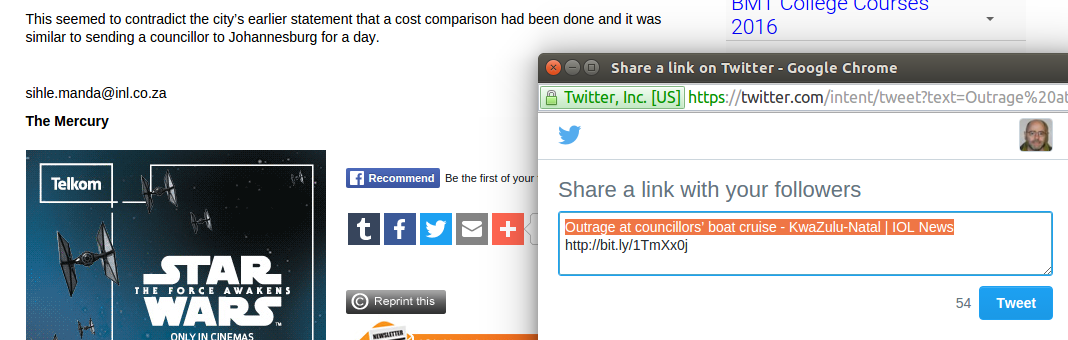 This seemed to contradict the city's earlier statement that a cost comparison had been done and it was
similar to sending a councillor to Johannesburg for a day.
sihle.manda@inl.co.za
The Mercury
Telkom
STAR
THE FORCE AWAKENS
WARS
ONLY IN CINEMAS
Recommend Be the first of your
Reprint this
NEWSLETTER
BMT College Courses
2016
Share a link on Twitter - Google Chrome
Twitter, Inc. [US] https://twitter.com/intent/tweet?text=Outrage%20at
Share a link with your followers
Outrage at councillors' boat cruise - KwaZulu-Natal | IOL News
http://bit.ly/1TmXx0j
54 Tweet